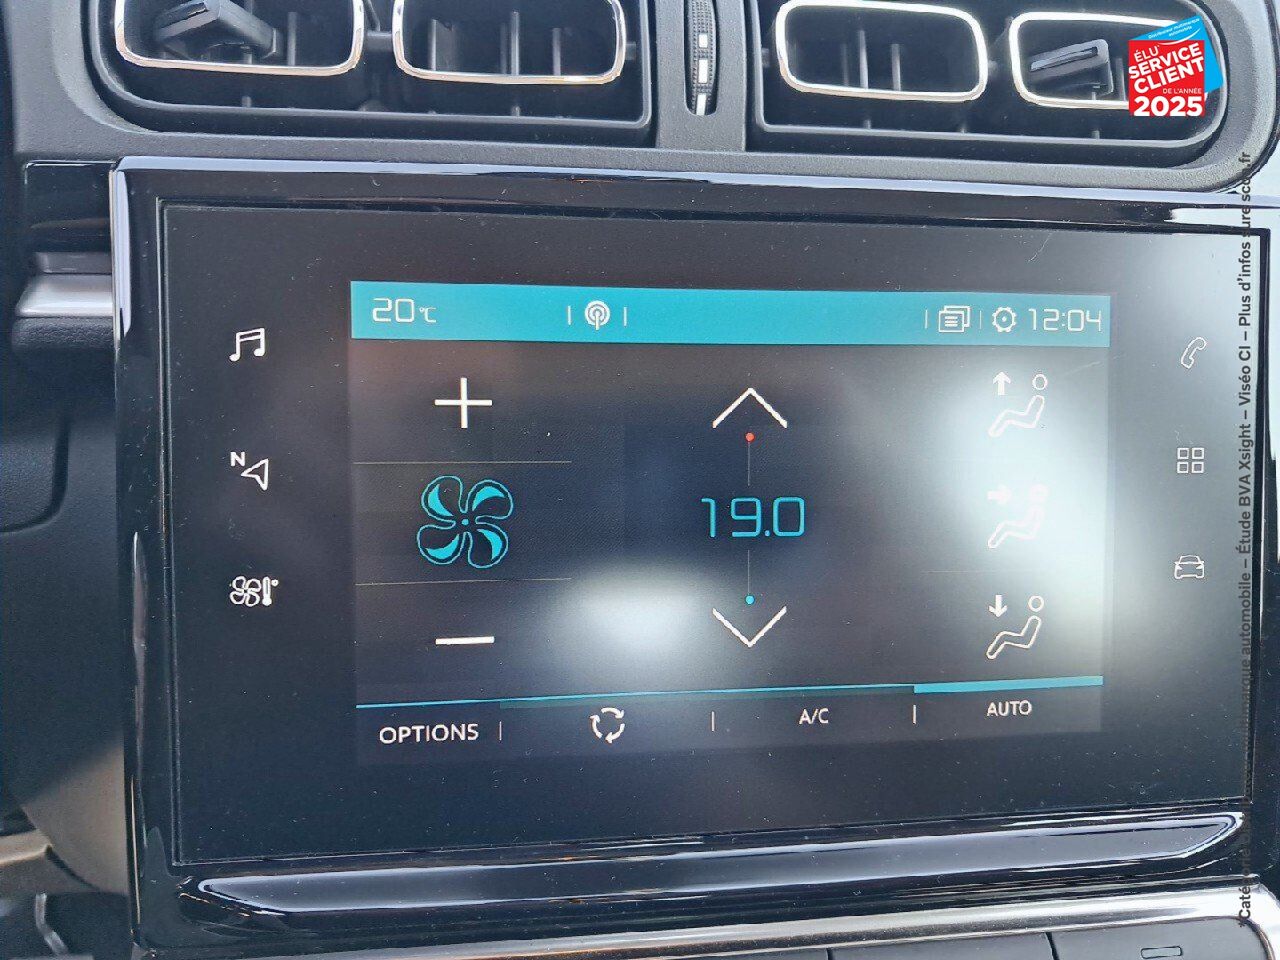 ÉLU
SERVICE
CLIENT
DE L'ANNÉE
2025
20°C
12:04
N
19.0
OPTIONS
A/C
AUTO
automobile – Étude BVA Xsight – Viséo CI – Plus d'infos sur